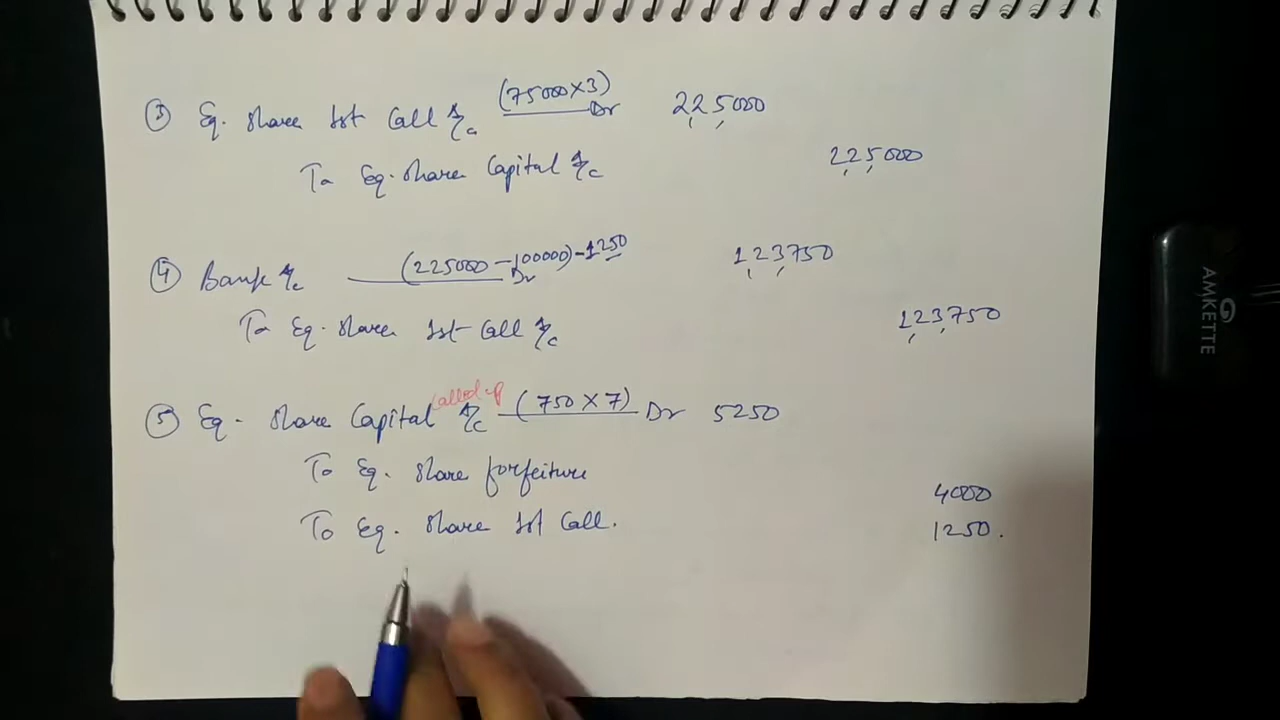 ③ Eq. Share 1st Call A/c (75000×3) Dr 225000
To Eq. Share Capital A/c 225000
④ Bank A/c (225000 - 100000) - 1250 Dr 123750
To Eq. Share 1st Call A/c 123750
⑤ Eq. Share Capital called up A/c (750 × 7) Dr 5250
To Eq. Share forfeiture 4000
To Eq. Share 1st Call. 1250.
AMKETTE